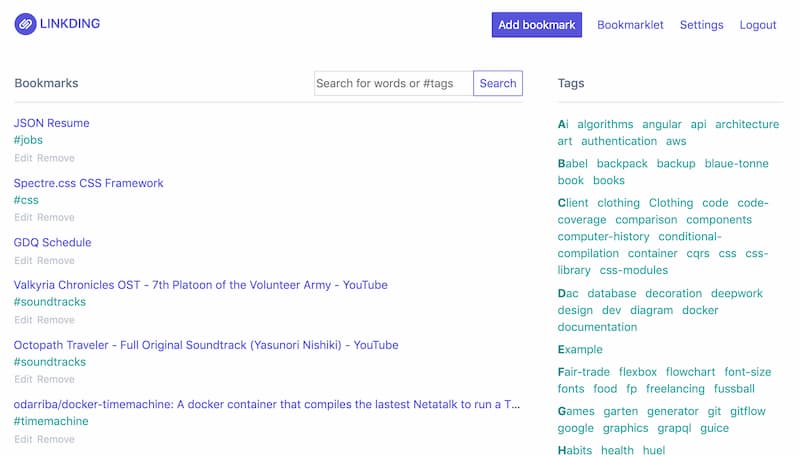 LINKDING
Add bookmark Bookmarklet Settings Logout
Bookmarks
Search for words or #tags Search
JSON Resume
#jobs
Edit Remove
Spectre.css CSS Framework
#css
Edit Remove
GDQ Schedule
Edit Remove
Valkyria Chronicles OST - 7th Platoon of the Volunteer Army - YouTube
#soundtracks
Edit Remove
Octopath Traveler - Full Original Soundtrack (Yasunori Nishiki) - YouTube
#soundtracks
Edit Remove
odarriba/docker-timemachine: A docker container that compiles the lastest Netatalk to run a T...
#timemachine
Edit Remove
Tags
Ai algorithms angular api architecture
art authentication aws
Babel backpack backup blaue-tonne
book books
Client clothing Clothing code code-
coverage comparison components
computer-history conditional-
compilation container cqrs css css-
library css-modules
Dac database decoration deepwork
design dev diagram docker
documentation
Example
Fair-trade flexbox flowchart font-size
fonts food fp freelancing fussball
Games garten generator git gitflow
google graphics grapql guice
Habits health huel